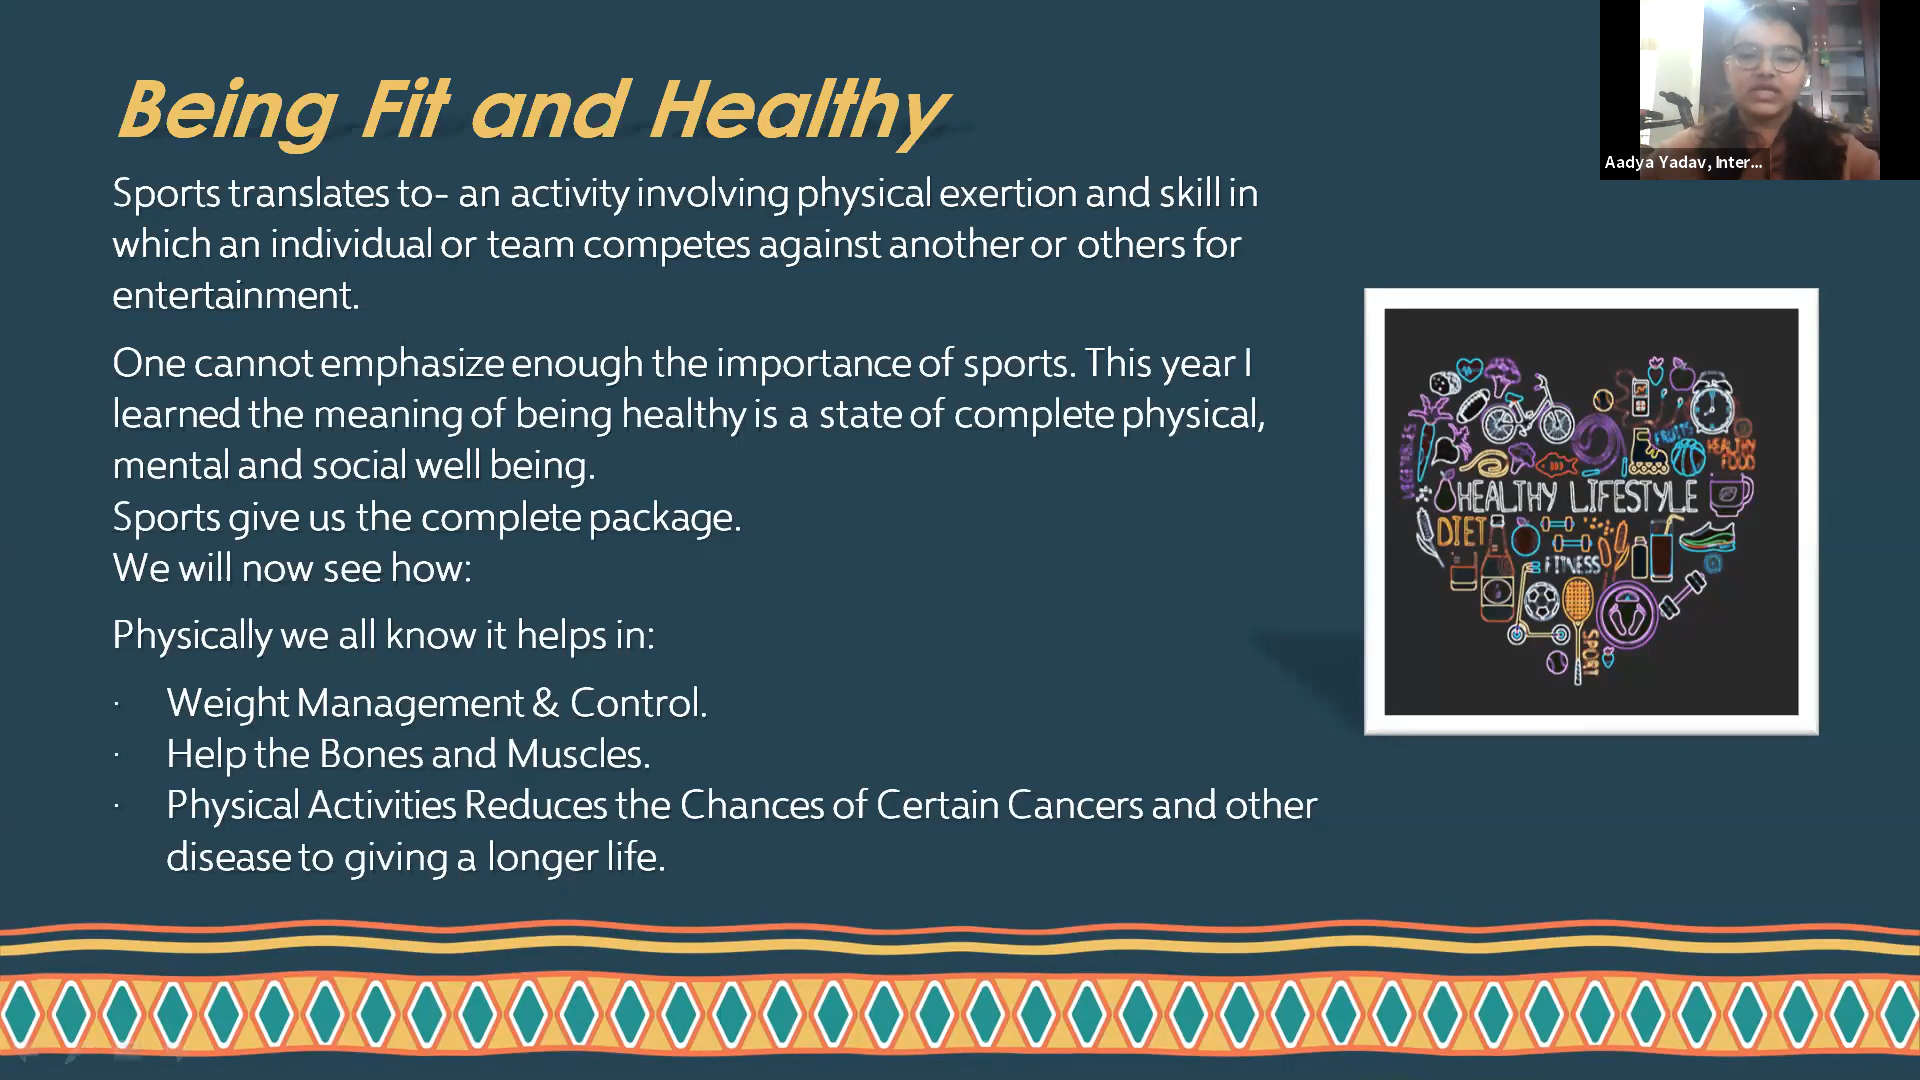 Being Fit and Healthy
Aadya Yadav, Inter...
Sports translates to- an activity involving physical exertion and skill in
which an individual or team competes against another or others for
entertainment.
One cannot emphasize enough the importance of sports. This year I
learned the meaning of being healthy is a state of complete physical,
mental and social well being.
Sports give us the complete package.
We will now see how:
Physically we all know it helps in:
· Weight Management & Control.
· Help the Bones and Muscles.
· Physical Activities Reduces the Chances of Certain Cancers and other
disease to giving a longer life.
VEGETABLES
FRUITS
HEALTHY
FOOD
HEALTHY LIFESTYLE
DIET
FITNESS
SPORT